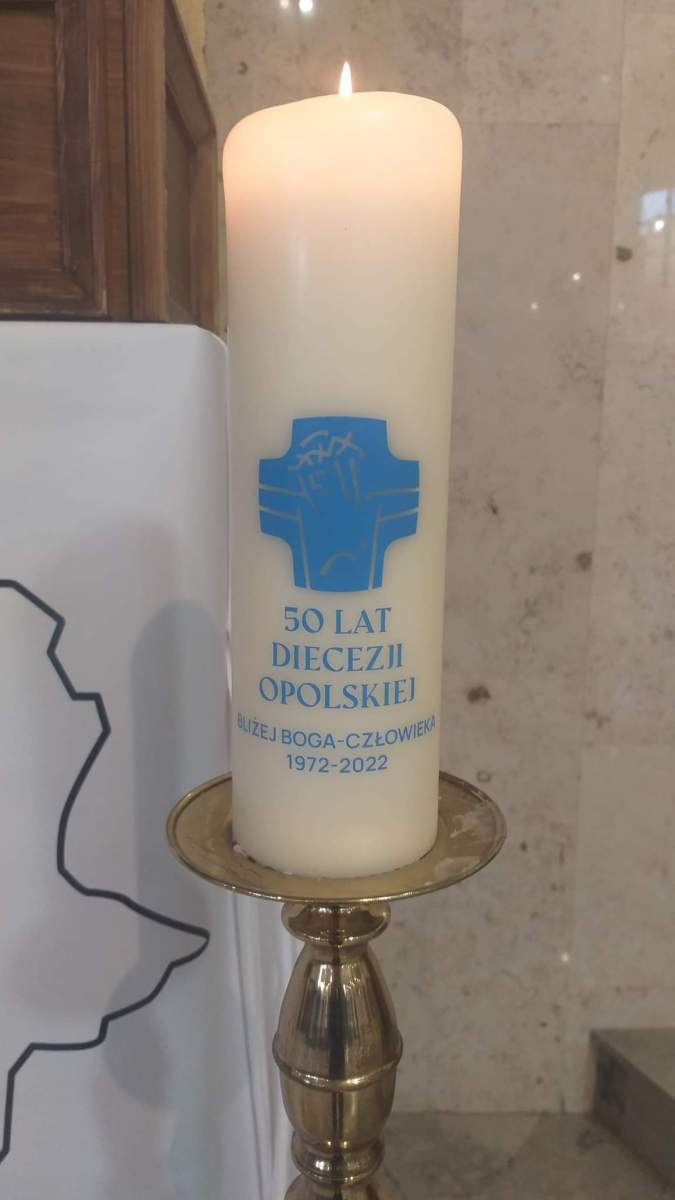 50 LAT
DIECEZJI
OPOLSKIEJ
BLIŻEJ BOGA-CZŁOWIEKA
1972-2022